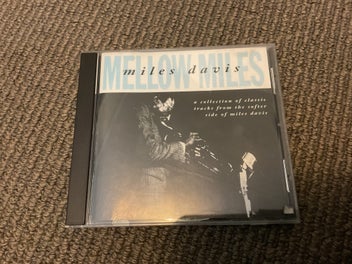 MELLOW MILES
miles davis
a collection of classic
tracks from the softer
side of miles davis